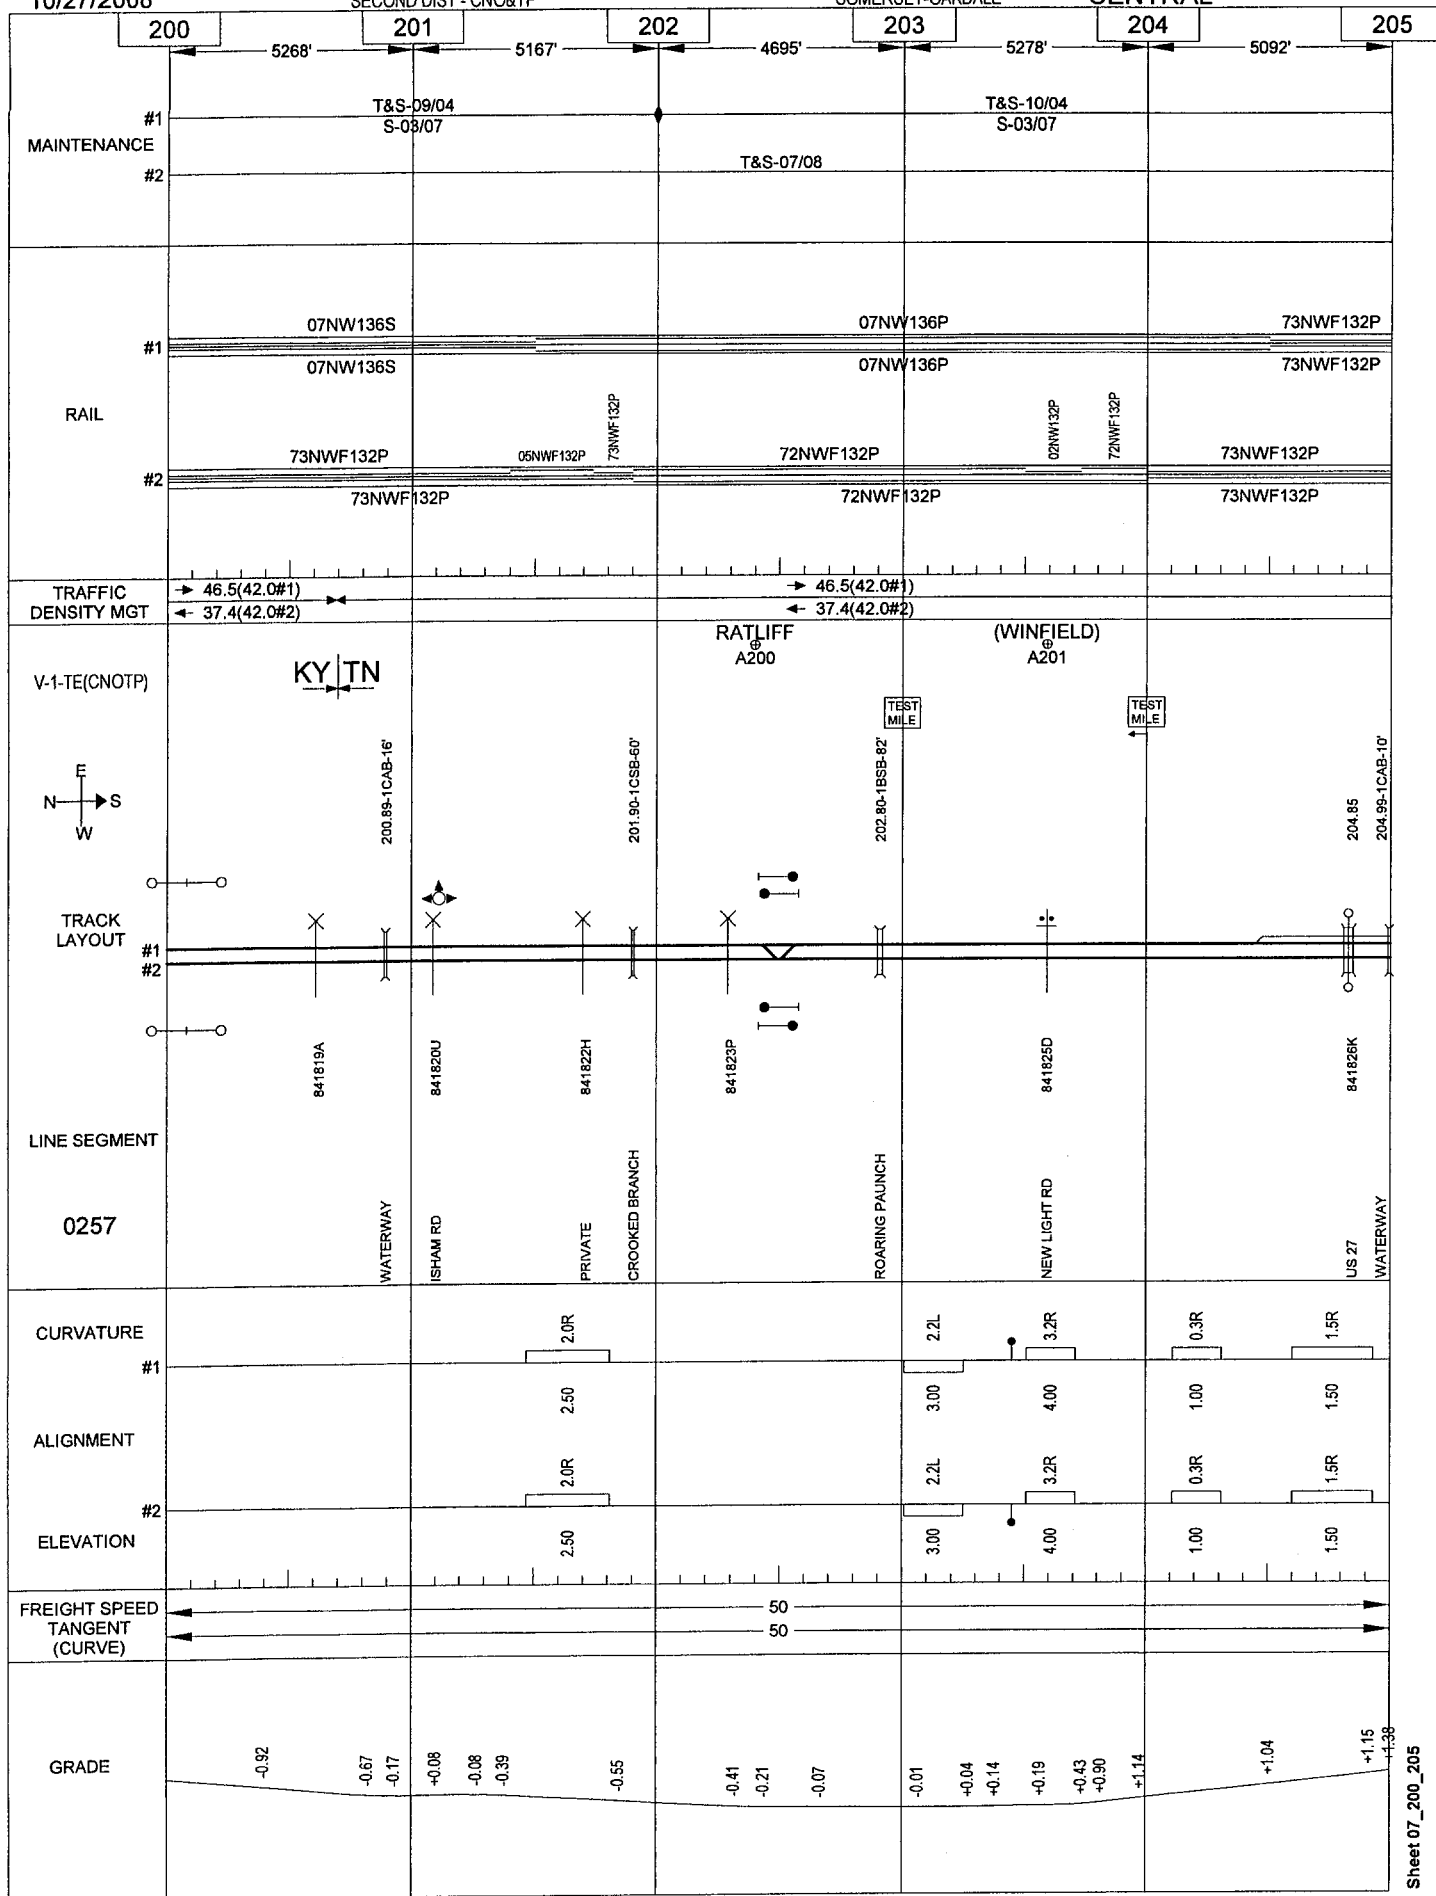 10/27/2008 SECOND DIST - CNO&TP SOMERSET-OAKDALE CENTRAL
200 201 202 203 204 205
5268' 5167' 4695' 5278' 5092'
MAINTENANCE
#1 T&S-09/04 T&S-10/04
S-03/07 S-03/07
#2 T&S-07/08
RAIL
07NW136S 07NW136P 73NWF132P
#1
07NW136S 07NW136P 73NWF132P
73NWF132P 05NWF132P 73NWF132P 72NWF132P 02NW132P 72NWF132P 73NWF132P
#2
73NWF132P 72NWF132P 73NWF132P
TRAFFIC DENSITY MGT
46.5(42.0#1) 46.5(42.0#1)
37.4(42.0#2) 37.4(42.0#2)
RATLIFF (WINFIELD)
A200 A201
V-1-TE(CNOTP)
KY TN
TEST MILE TEST MILE
E
N S
W
200.89-1CAB-16' 201.90-1CSB-60' 202.80-1BSB-82' 204.85 204.99-1CAB-10'
TRACK LAYOUT
#1
#2
841819A 841820U 841822H 841823P 841825D 841826K
LINE SEGMENT
0257
WATERWAY ISHAM RD PRIVATE CROOKED BRANCH ROARING PAUNCH NEW LIGHT RD US 27 WATERWAY
CURVATURE
2.0R 2.2L 3.2R 0.3R 1.5R
#1
2.50 3.00 4.00 1.00 1.50
ALIGNMENT
2.0R 2.2L 3.2R 0.3R 1.5R
#2
ELEVATION
2.50 3.00 4.00 1.00 1.50
FREIGHT SPEED
TANGENT
(CURVE)
50
50
GRADE
-0.92 -0.67 -0.17 +0.08 -0.08 -0.39 -0.55 -0.41 -0.21 -0.07 -0.01 +0.04 +0.14 +0.19 +0.43 +0.90 +1.14 +1.04 +1.15 +1.38
Sheet 07_200_205